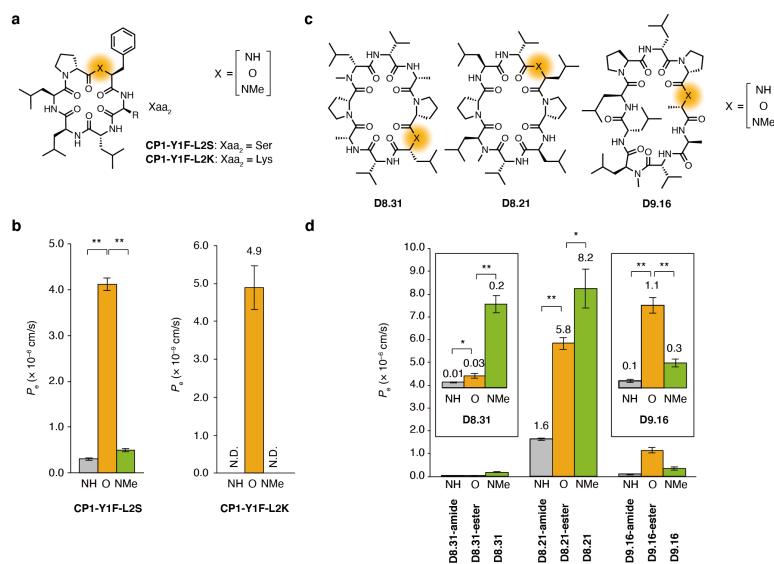 a
X =
NH
O
NMe
Xaa2
CP1-Y1F-L2S: Xaa2 = Ser
CP1-Y1F-L2K: Xaa2 = Lys
c
D8.31
D8.21
D9.16
NH
X = O
NMe
b
Pe (× 10−6 cm/s)
5.0
4.0
3.0
2.0
1.0
0.0
** **
NH O NMe
CP1-Y1F-L2S
Pe (× 10−9 cm/s)
6.0
5.0
4.0
3.0
2.0
1.0
0.0
4.9
N.D. N.D.
NH O NMe
CP1-Y1F-L2K
d
Pe (× 10−6 cm/s)
10.0
9.0
8.0
7.0
6.0
5.0
4.0
3.0
2.0
1.0
0.0
**
0.2
*
0.01 0.03
NH O NMe
D8.31
*
8.2
**
5.8
1.6
** **
1.1
0.3
0.1
NH O NMe
D9.16
NH O NMe NH O NMe NH O NMe
D8.31-amide
D8.31-ester
D8.31
D8.21-amide
D8.21-ester
D8.21
D9.16-amide
D9.16-ester
D9.16